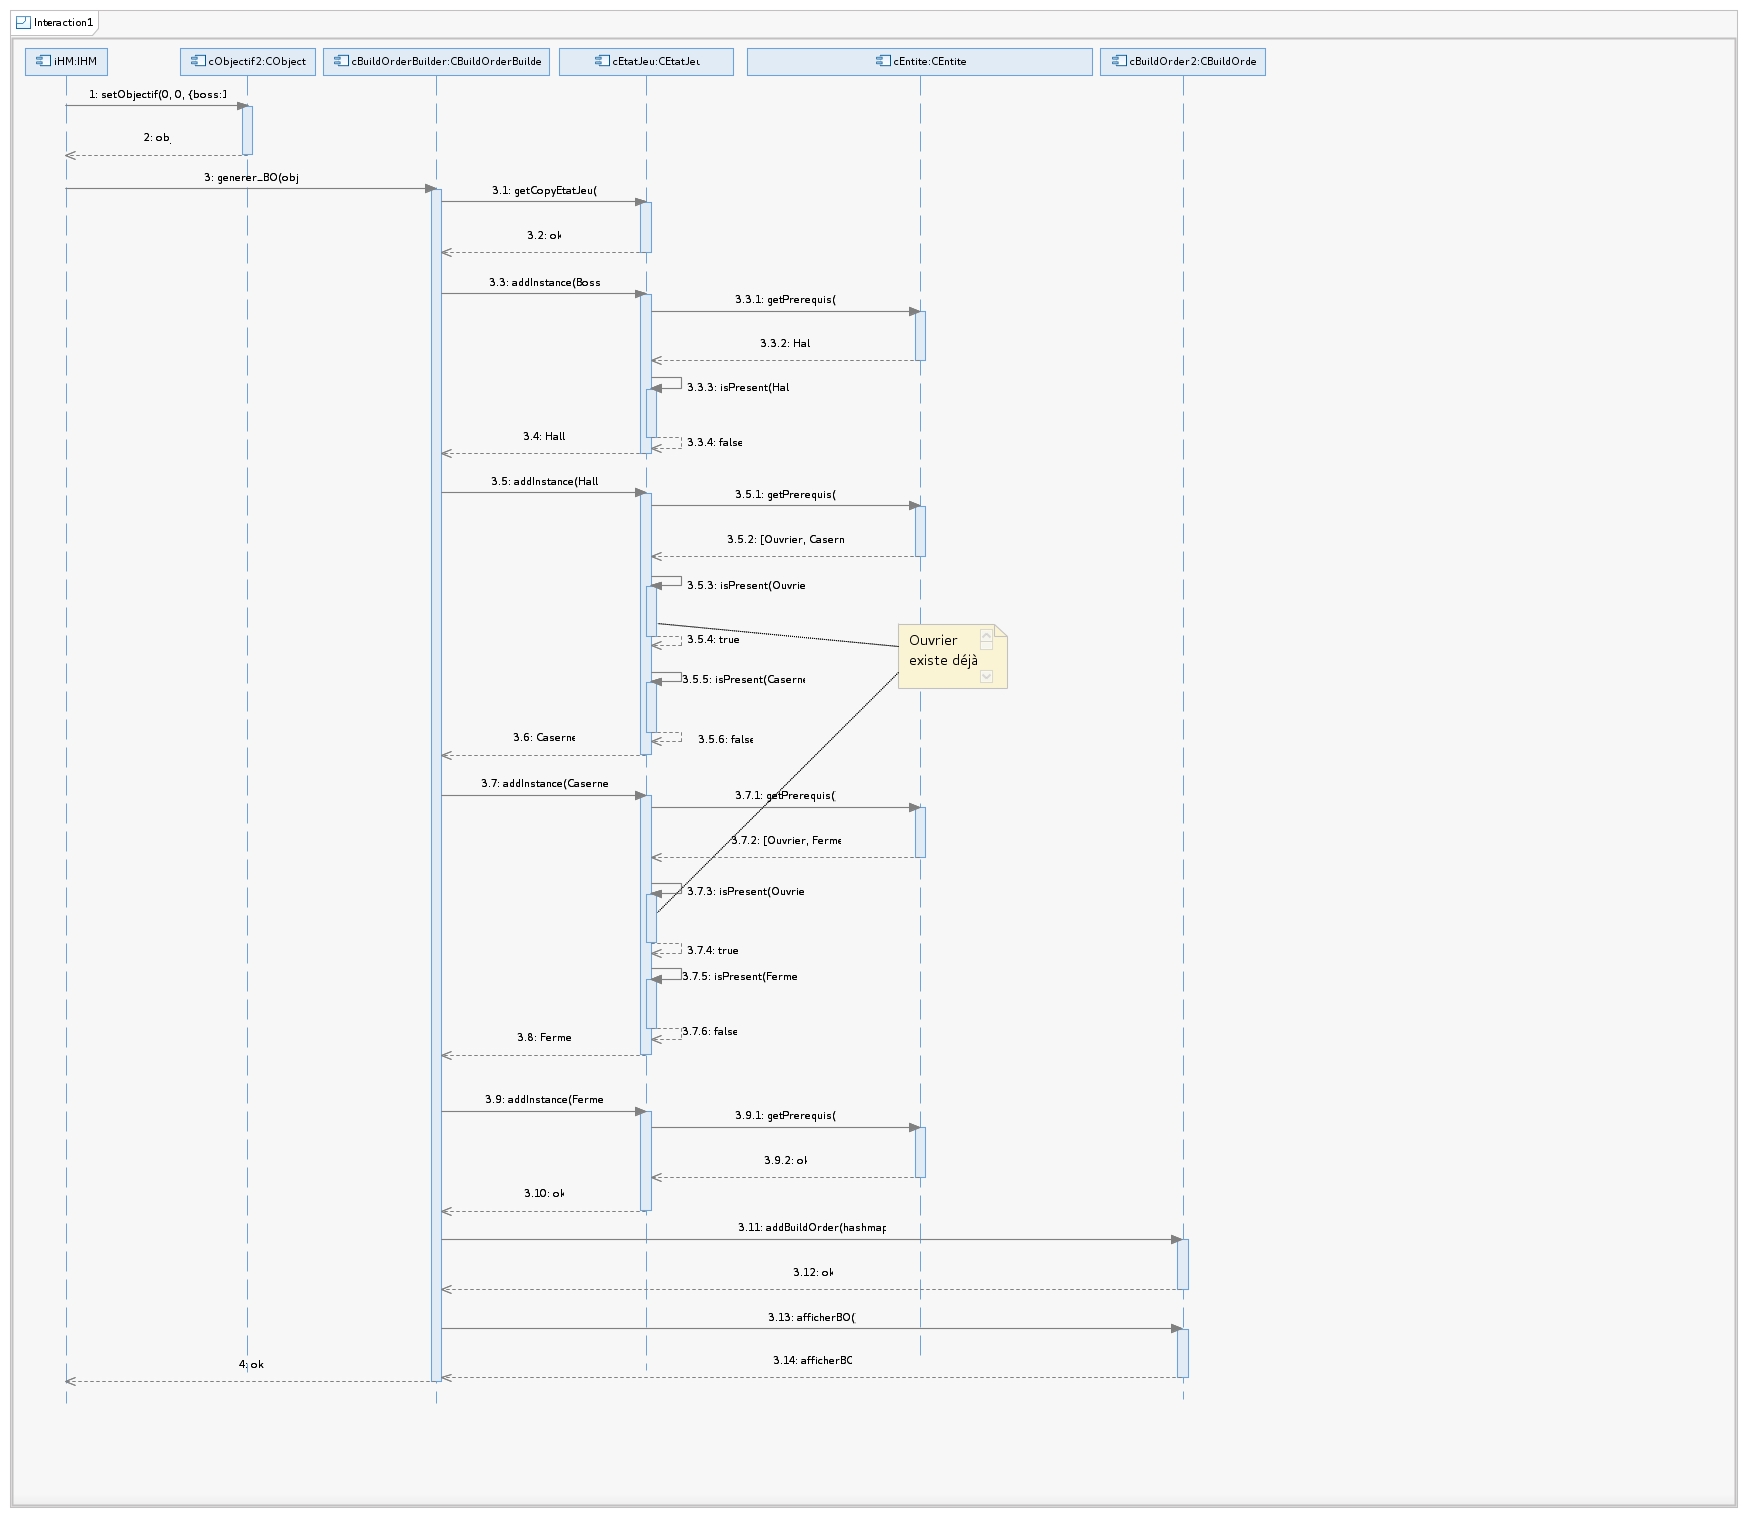 Interaction1
iHM:IHM
cObjectif2:CObject
cBuildOrderBuilder:CBuildOrderBuilde
cEtatJeu:CEtatJeu
cEntite:CEntite
cBuildOrder2:CBuildOrde
1: setObjectif(0, 0, {boss:1
2: obj
3: generer_BO(obj
3.1: getCopyEtatJeu(
3.2: ok
3.3: addInstance(Boss
3.3.1: getPrerequis(
3.3.2: Hal
3.3.3: isPresent(Hal
3.4: Hall
3.3.4: false
3.5: addInstance(Hall
3.5.1: getPrerequis(
3.5.2: [Ouvrier, Casern
3.5.3: isPresent(Ouvrie
3.5.4: true
Ouvrier
existe déjà
3.5.5: isPresent(Caserne
3.6: Caserne
3.5.6: false
3.7: addInstance(Caserne
3.7.1: getPrerequis(
3.7.2: [Ouvrier, Ferme
3.7.3: isPresent(Ouvrie
3.7.4: true
3.7.5: isPresent(Ferme
3.7.6: false
3.8: Ferme
3.9: addInstance(Ferme
3.9.1: getPrerequis(
3.9.2: ok
3.10: ok
3.11: addBuildOrder(hashmap
3.12: ok
3.13: afficherBO(
3.14: afficherBO
4: ok